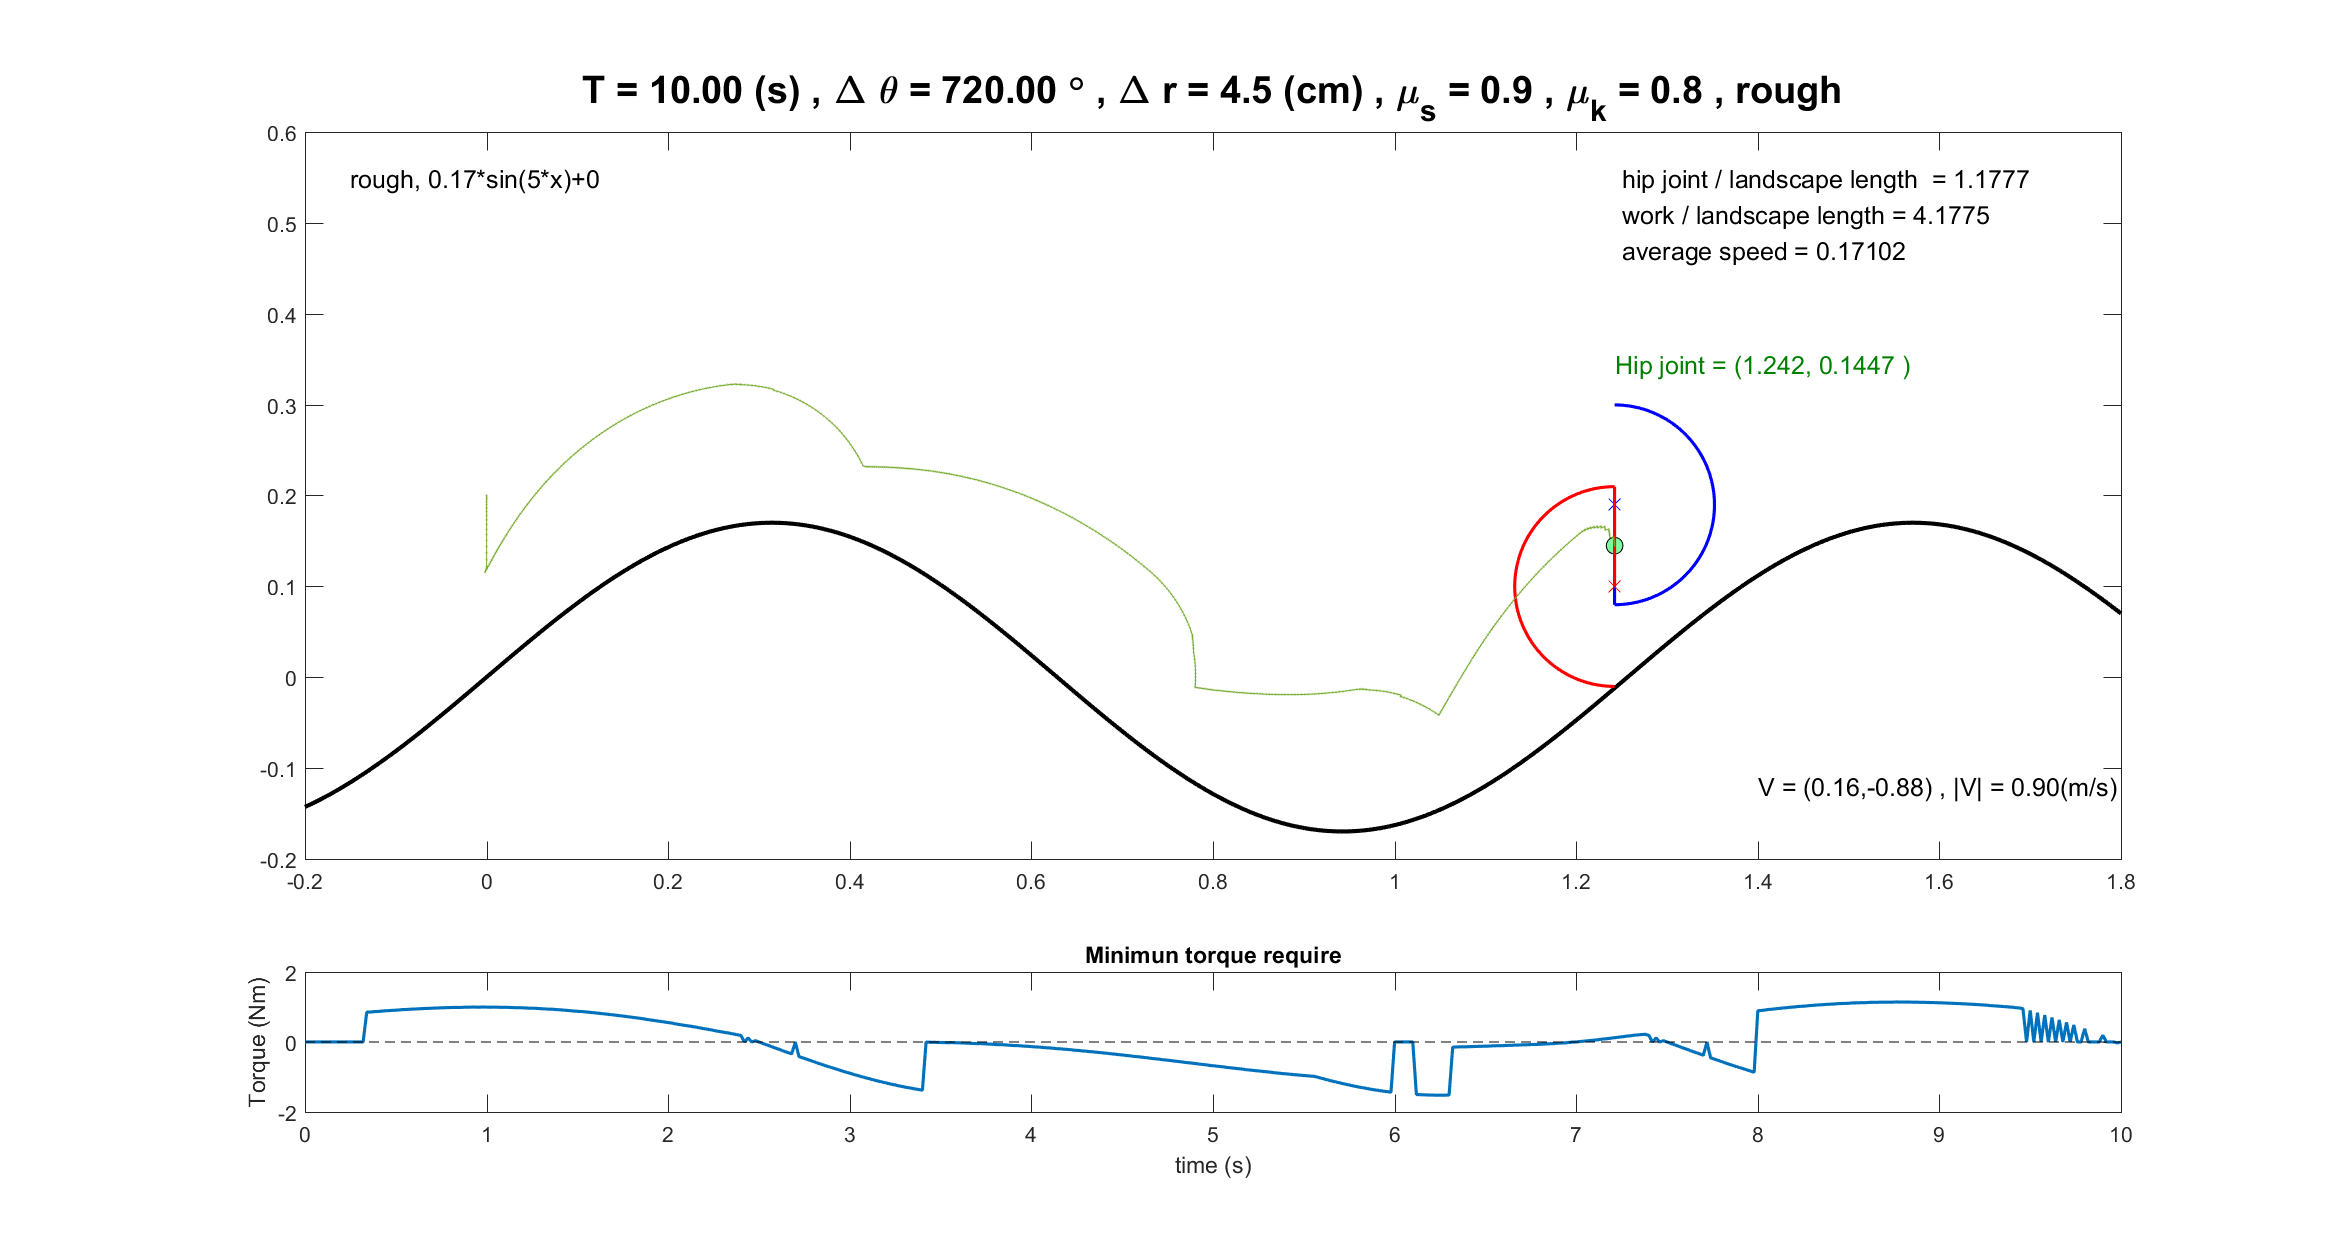 T = 10.00 (s) , Δ θ = 720.00 ° , Δ r = 4.5 (cm) , μs = 0.9 , μk = 0.8 , rough
0.6
rough, 0.17*sin(5*x)+0
hip joint / landscape length  = 1.1777
0.5
work / landscape length = 4.1775
average speed = 0.17102
0.4
Hip joint = (1.242, 0.1447 )
0.3
0.2
0.1
0
-0.1
V = (0.16,-0.88) , |V| = 0.90(m/s)
-0.2
-0.2 0 0.2 0.4 0.6 0.8 1 1.2 1.4 1.6 1.8
Minimun torque require
Torque (Nm)
2
0
-2
0 1 2 3 4 5 6 7 8 9 10
time (s)